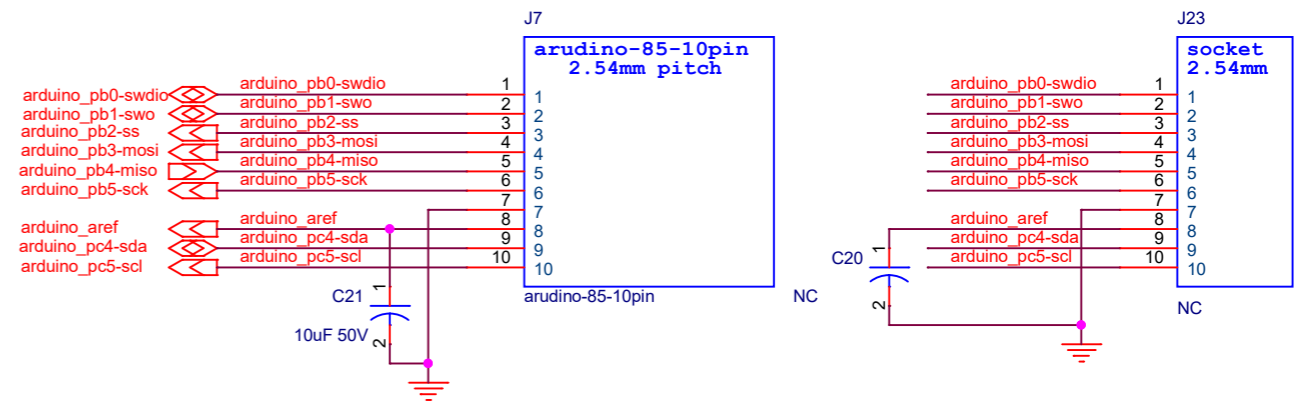 J7
arudino-85-10pin
2.54mm pitch
arduino_pb0-swdio
arduino_pb0-swdio
1
1
arduino_pb1-swo
arduino_pb1-swo
2
2
arduino_pb2-ss
arduino_pb2-ss
3
3
arduino_pb3-mosi
arduino_pb3-mosi
4
4
arduino_pb4-miso
arduino_pb4-miso
5
5
arduino_pb5-sck
arduino_pb5-sck
6
6
7
7
arduino_aref
arduino_aref
8
8
arduino_pc4-sda
arduino_pc4-sda
9
9
arduino_pc5-scl
arduino_pc5-scl
10
10
arudino-85-10pin
C21
1
10uF 50V
2
J23
socket
2.54mm
arduino_pb0-swdio
1
1
arduino_pb1-swo
2
2
arduino_pb2-ss
3
3
arduino_pb3-mosi
4
4
arduino_pb4-miso
5
5
arduino_pb5-sck
6
6
7
7
arduino_aref
8
8
arduino_pc4-sda
9
9
arduino_pc5-scl
10
10
C20
1
NC
2
NC